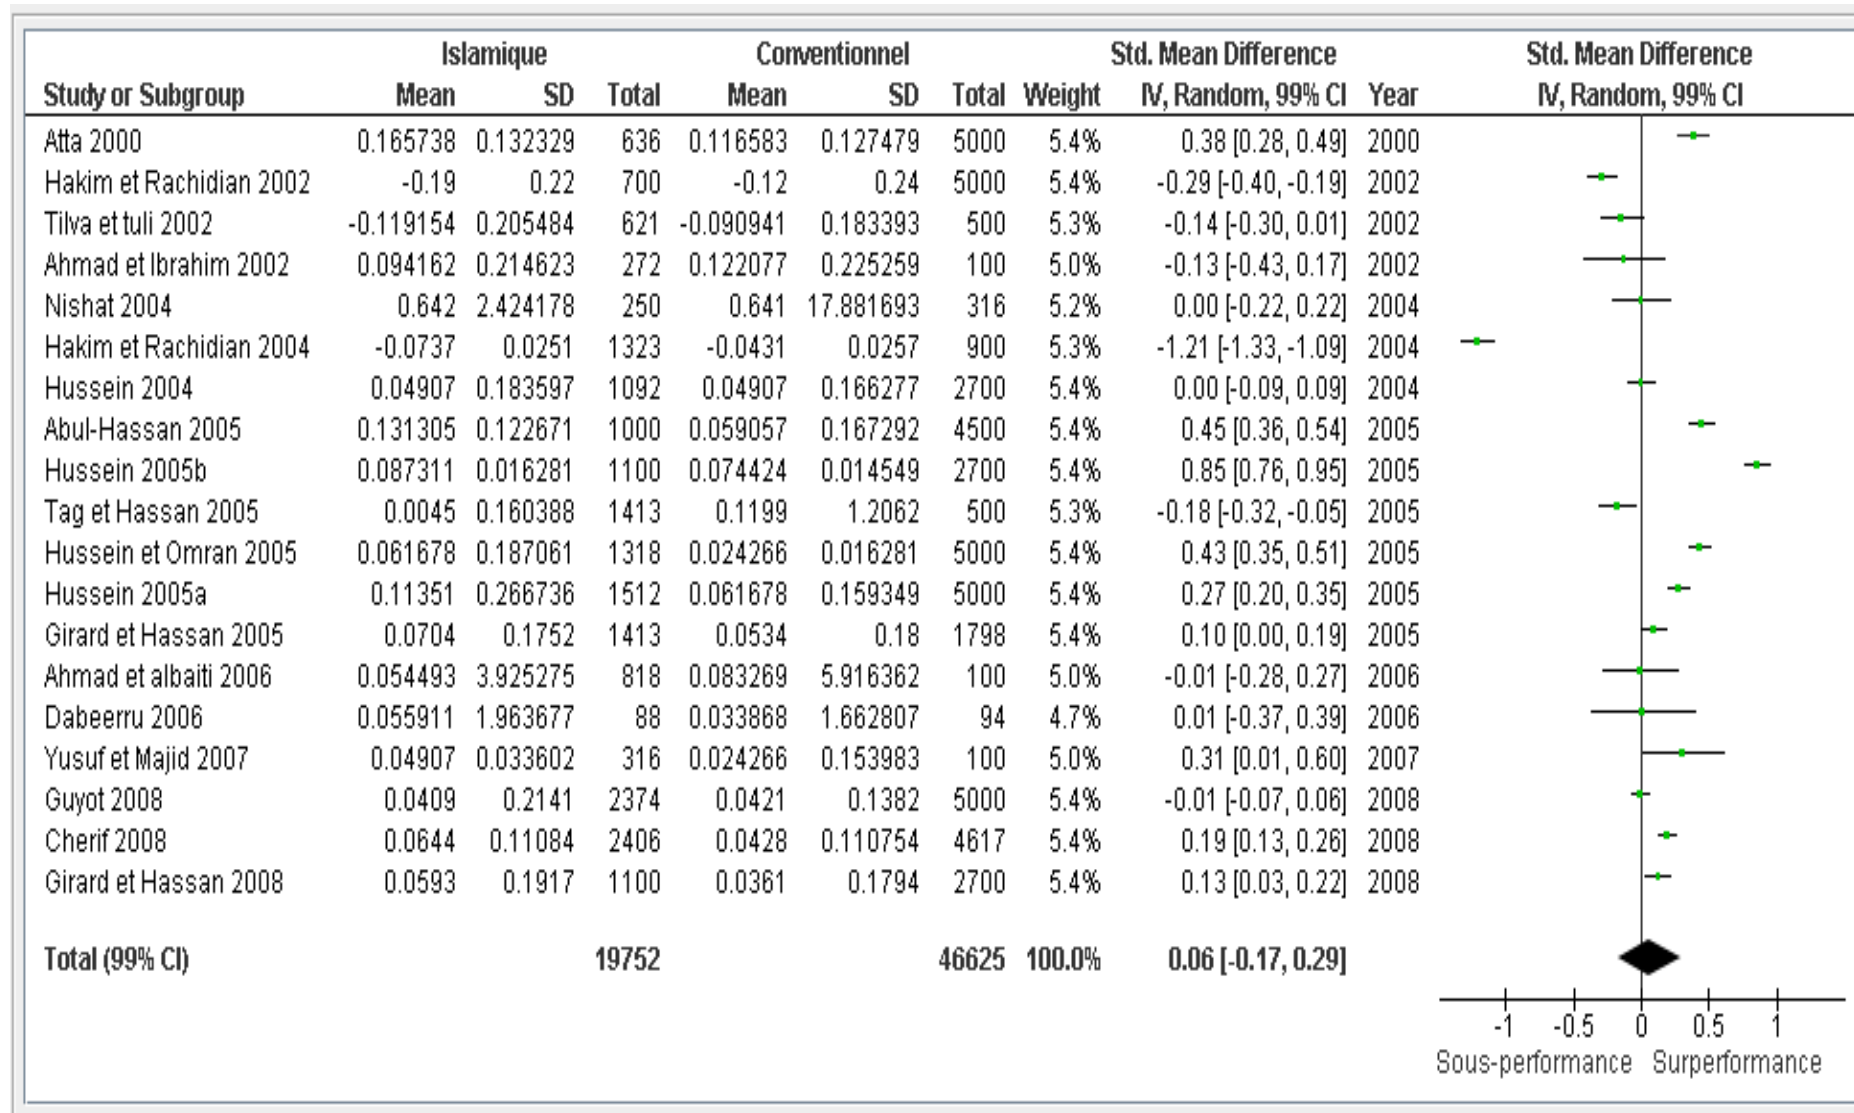 Islamique Conventionnel Std. Mean Difference Std. Mean Difference
Study or Subgroup Mean SD Total Mean SD Total Weight IV, Random, 99% CI Year IV, Random, 99% CI
Atta 2000 0.165738 0.132329 636 0.116583 0.127479 5000 5.4% 0.38 [0.28, 0.49] 2000
Hakim et Rachidian 2002 -0.19 0.22 700 -0.12 0.24 5000 5.4% -0.29 [-0.40, -0.19] 2002
Tilva et tuli 2002 -0.119154 0.205484 621 -0.090941 0.183393 500 5.3% -0.14 [-0.30, 0.01] 2002
Ahmad et Ibrahim 2002 0.094162 0.214623 272 0.122077 0.225259 100 5.0% -0.13 [-0.43, 0.17] 2002
Nishat 2004 0.642 2.424178 250 0.641 17.881693 316 5.2% 0.00 [-0.22, 0.22] 2004
Hakim et Rachidian 2004 -0.0737 0.0251 1323 -0.0431 0.0257 900 5.3% -1.21 [-1.33, -1.09] 2004
Hussein 2004 0.04907 0.183597 1092 0.04907 0.166277 2700 5.4% 0.00 [-0.09, 0.09] 2004
Abul-Hassan 2005 0.131305 0.122671 1000 0.059057 0.167292 4500 5.4% 0.45 [0.36, 0.54] 2005
Hussein 2005b 0.087311 0.016281 1100 0.074424 0.014549 2700 5.4% 0.85 [0.76, 0.95] 2005
Tag et Hassan 2005 0.0045 0.160388 1413 0.1199 1.2062 500 5.3% -0.18 [-0.32, -0.05] 2005
Hussein et Omran 2005 0.061678 0.187061 1318 0.024266 0.016281 5000 5.4% 0.43 [0.35, 0.51] 2005
Hussein 2005a 0.11351 0.266736 1512 0.061678 0.159349 5000 5.4% 0.27 [0.20, 0.35] 2005
Girard et Hassan 2005 0.0704 0.1752 1413 0.0534 0.18 1798 5.4% 0.10 [0.00, 0.19] 2005
Ahmad et albaiti 2006 0.054493 3.925275 818 0.083269 5.916362 100 5.0% -0.01 [-0.28, 0.27] 2006
Dabeerru 2006 0.055911 1.963677 88 0.033868 1.662807 94 4.7% 0.01 [-0.37, 0.39] 2006
Yusuf et Majid 2007 0.04907 0.033602 316 0.024266 0.153983 100 5.0% 0.31 [0.01, 0.60] 2007
Guyot 2008 0.0409 0.2141 2374 0.0421 0.1382 5000 5.4% -0.01 [-0.07, 0.06] 2008
Cherif 2008 0.0644 0.11084 2406 0.0428 0.110754 4617 5.4% 0.19 [0.13, 0.26] 2008
Girard et Hassan 2008 0.0593 0.1917 1100 0.0361 0.1794 2700 5.4% 0.13 [0.03, 0.22] 2008
Total (99% CI) 19752 46625 100.0% 0.06 [-0.17, 0.29]
-1 -0.5 0 0.5 1
Sous-performance Surperformance